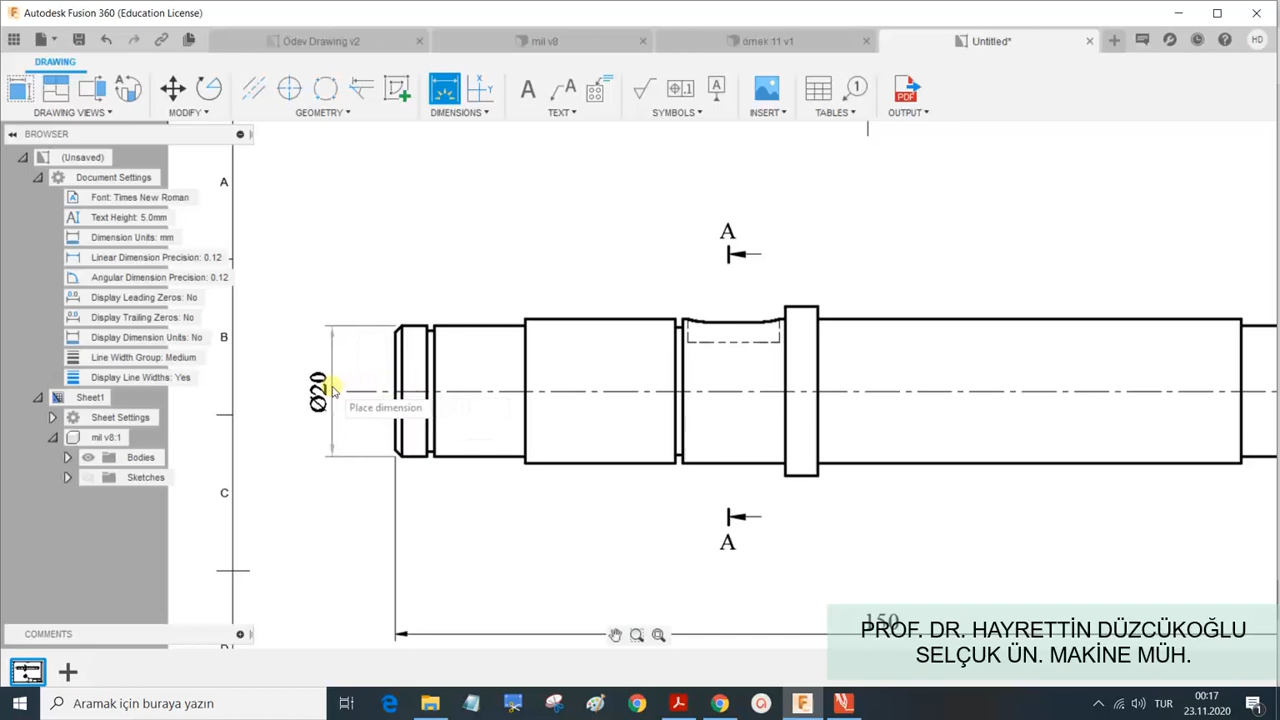 Autodesk Fusion 360 (Education License)
Ödev Drawing v2
mil v8
örnek 11 v1
Untitled*
HD
DRAWING
DRAWING VIEWS
MODIFY
GEOMETRY
DIMENSIONS
TEXT
SYMBOLS
INSERT
TABLES
OUTPUT
BROWSER
(Unsaved)
Document Settings
Font: Times New Roman
Text Height: 5.0mm
Dimension Units: mm
Linear Dimension Precision: 0.12
Angular Dimension Precision: 0.12
Display Leading Zeros: No
Display Trailing Zeros: No
Display Dimension Units: No
Line Width Group: Medium
Display Line Widths: Yes
Sheet1
Sheet Settings
mil v8:1
Bodies
Sketches
A
B
C
D
A
A
Ø20
Place dimension
150
COMMENTS
PROF. DR. HAYRETTİN DÜZCÜKOĞLU
SELÇUK ÜN. MAKİNE MÜH.
Aramak için buraya yazın
TUR
00:17
23.11.2020